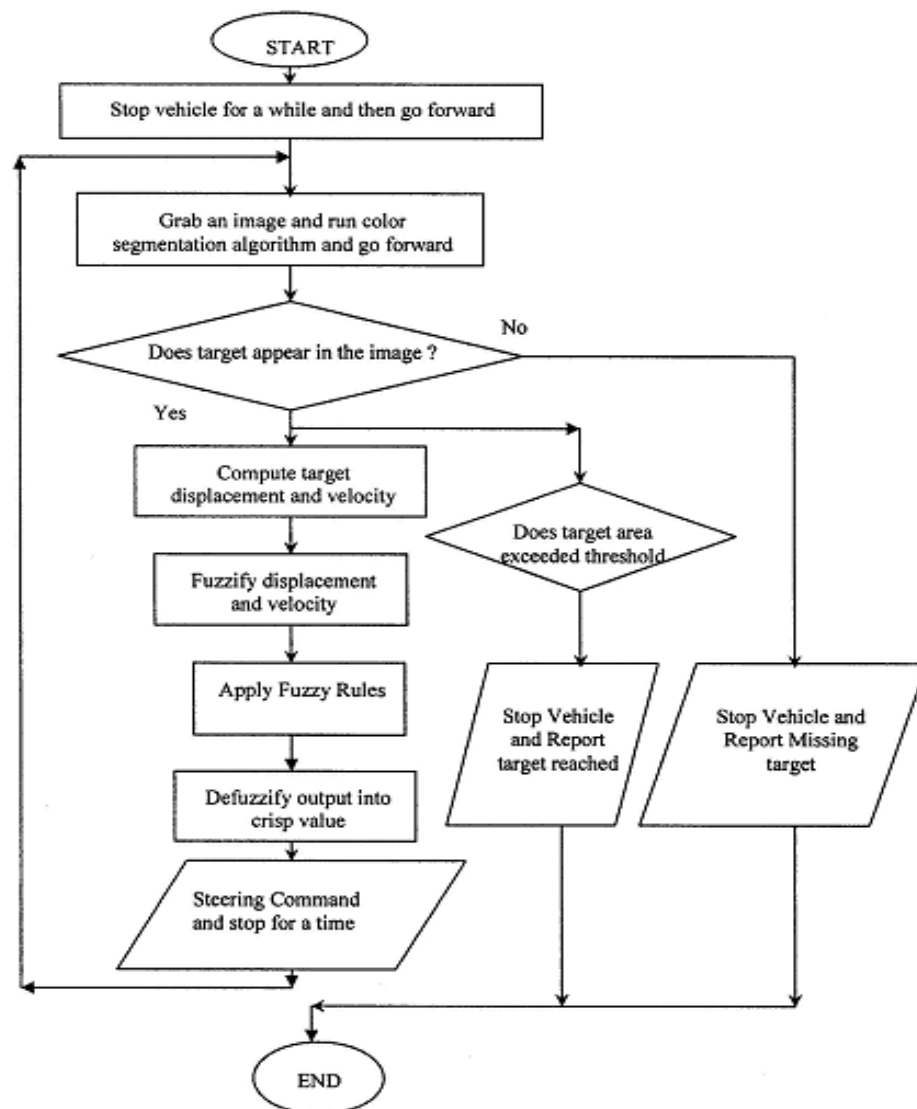 START
Stop vehicle for a while and then go forward
Grab an image and run color
segmentation algorithm and go forward
No
Does target appear in the image ?
Yes
Compute target
displacement and velocity
Does target area
exceeded threshold
Fuzzify displacement
and velocity
Apply Fuzzy Rules
Stop Vehicle
and Report
target reached
Stop Vehicle and
Report Missing
target
Defuzzify output into
crisp value
Steering Command
and stop for a time
END